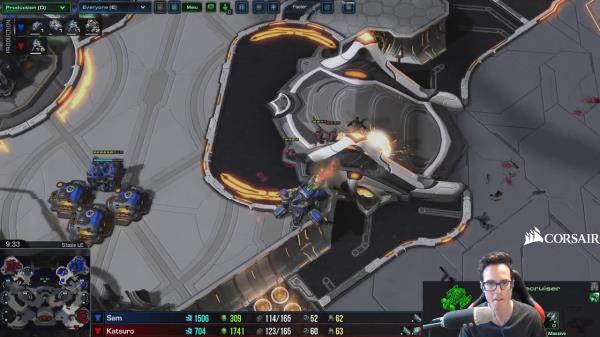 Production (D)
Everyone (E)
Menu
Faster
PRODUCTION
9:33
Stasis LE
CORSAIR
Sam 1506 309 114/165 52 62
Katsuro 704 1741 123/165 60 63
Massive